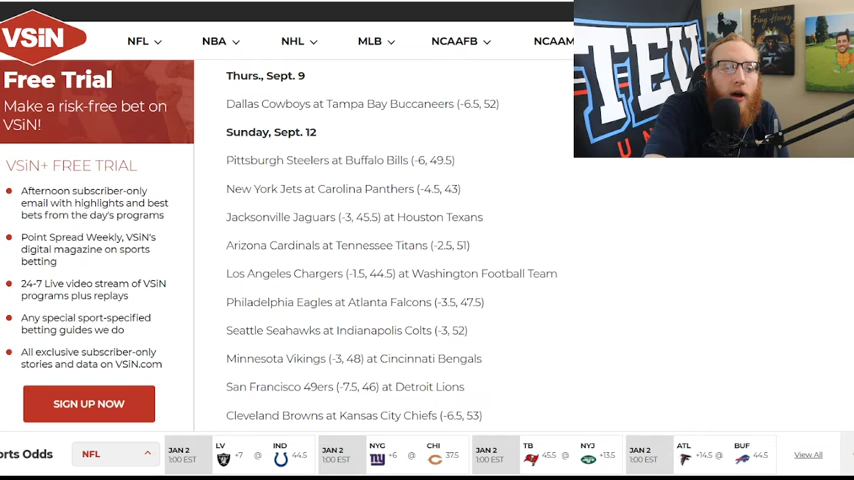 VSiN
NFL
NBA
NHL
MLB
NCAAFB
NCAAM
Free Trial
Make a risk-free bet on
VSiN!
VSiN+ FREE TRIAL
Afternoon subscriber-only
email with highlights and best
bets from the day's programs
Point Spread Weekly, VSiN's
digital magazine on sports
betting
24-7 Live video stream of VSiN
programs plus replays
Any special sport-specified
betting guides we do
All exclusive subscriber-only
stories and data on VSiN.com
SIGN UP NOW
Thurs., Sept. 9
Dallas Cowboys at Tampa Bay Buccaneers (-6.5, 52)
Sunday, Sept. 12
Pittsburgh Steelers at Buffalo Bills (-6, 49.5)
New York Jets at Carolina Panthers (-4.5, 43)
Jacksonville Jaguars (-3, 45.5) at Houston Texans
Arizona Cardinals at Tennessee Titans (-2.5, 51)
Los Angeles Chargers (-1.5, 44.5) at Washington Football Team
Philadelphia Eagles at Atlanta Falcons (-3.5, 47.5)
Seattle Seahawks at Indianapolis Colts (-3, 52)
Minnesota Vikings (-3, 48) at Cincinnati Bengals
San Francisco 49ers (-7.5, 46) at Detroit Lions
Cleveland Browns at Kansas City Chiefs (-6.5, 53)
orts Odds
NFL
JAN 2
1:00 EST
LV +7 @ IND 44.5
JAN 2
1:00 EST
NYG +6 @ CHI 37.5
JAN 2
1:00 EST
TB 45.5 @ NYJ +13.5
JAN 2
1:00 EST
ATL +14.5 @ BUF 44.5
View All